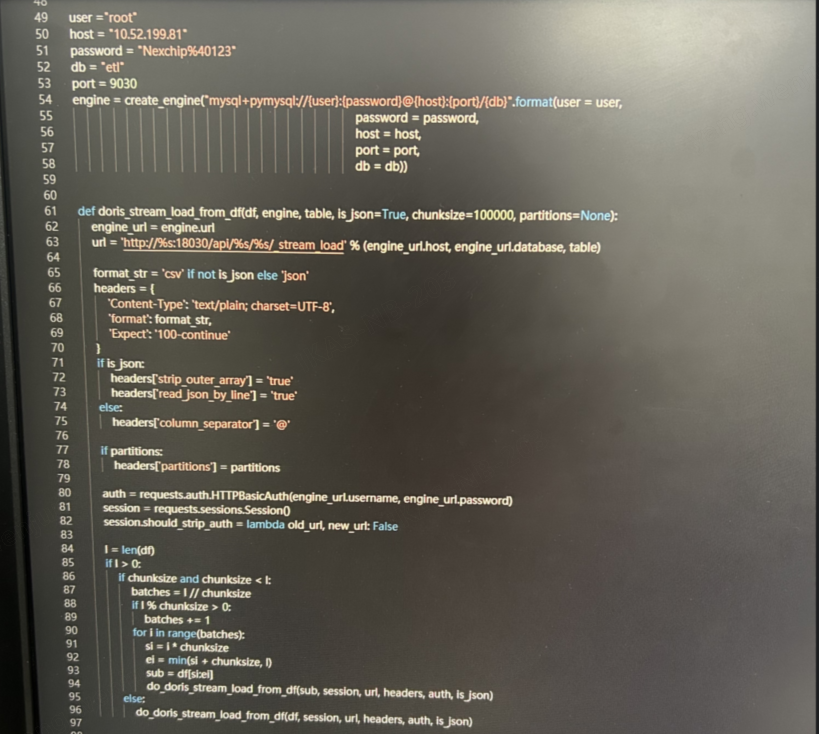 49 user ="root"
50 host = "10.52.199.81"
51 password = "Nexchip%40123"
52 db = "etl"
53 port = 9030
54 engine = create_engine("mysql+pymysql://{user}:{password}@{host}:{port}/{db}".format(user = user,
55 password = password,
56 host = host,
57 port = port,
58 db = db))
59
60
61 def doris_stream_load_from_df(df, engine, table, is_json=True, chunksize=100000, partitions=None):
62 engine_url = engine.url
63 url = 'http://%s:18030/api/%s/%s/_stream_load' % (engine_url.host, engine_url.database, table)
64
65 format_str = 'csv' if not is_json else 'json'
66 headers = {
67 'Content-Type': 'text/plain; charset=UTF-8',
68 'format': format_str,
69 'Expect': '100-continue'
70 }
71 if is_json:
72 headers['strip_outer_array'] = 'true'
73 headers['read_json_by_line'] = 'true'
74 else:
75 headers['column_separator'] = '@'
76
77 if partitions:
78 headers['partitions'] = partitions
79
80 auth = requests.auth.HTTPBasicAuth(engine_url.username, engine_url.password)
81 session = requests.sessions.Session()
82 session.should_strip_auth = lambda old_url, new_url: False
83
84 l = len(df)
85 if l > 0:
86 if chunksize and chunksize < l:
87 batches = l // chunksize
88 if l % chunksize > 0:
89 batches += 1
90 for i in range(batches):
91 si = i * chunksize
92 ei = min(si + chunksize, l)
93 sub = df[si:ei]
94 do_doris_stream_load_from_df(sub, session, url, headers, auth, is_json)
95 else:
96 do_doris_stream_load_from_df(df, session, url, headers, auth, is_json)
97